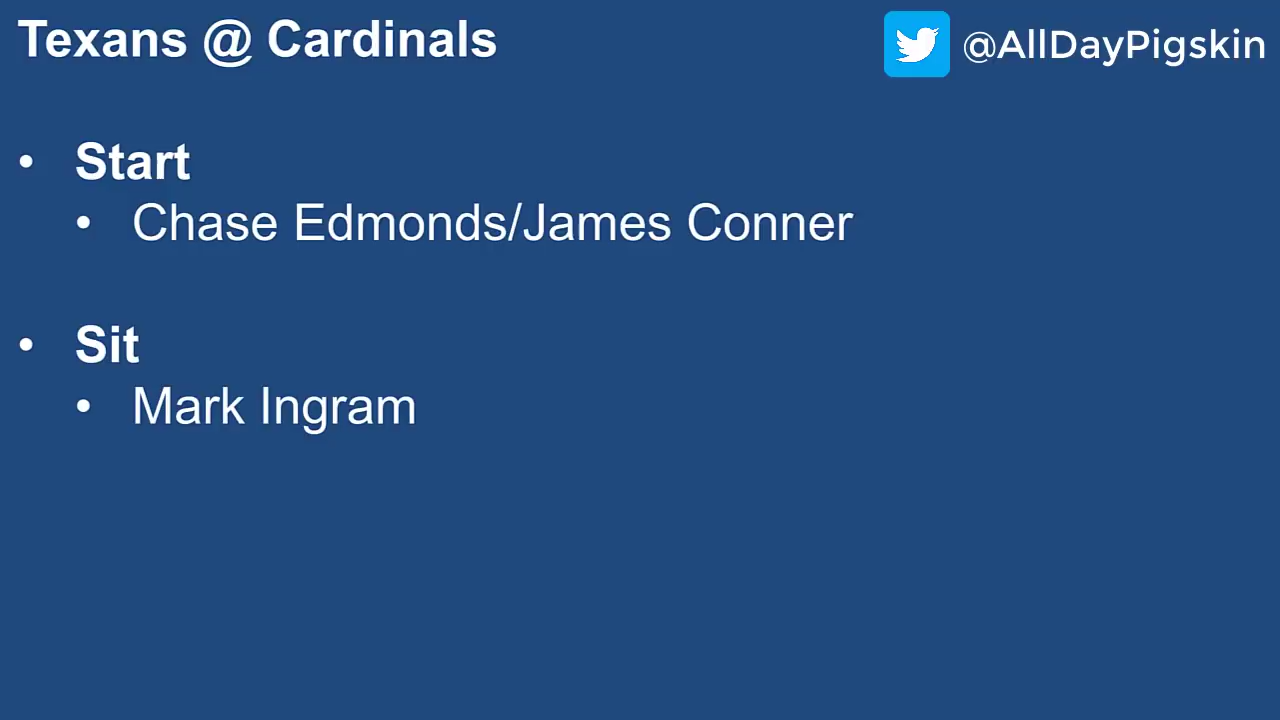 Texans @ Cardinals
@AllDayPigskin
• Start
• Chase Edmonds/James Conner
• Sit
• Mark Ingram